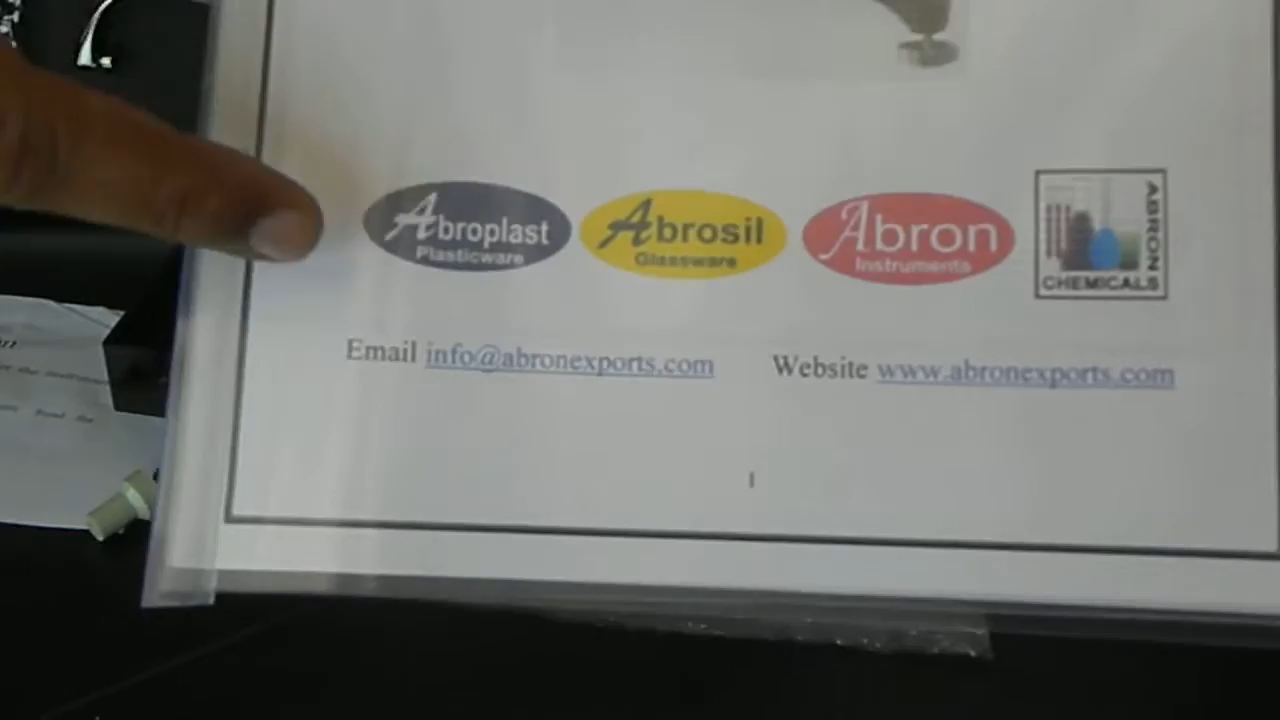 Abroplast
Plasticware
Abrosil
Glassware
Abron
Instruments
ABRON
CHEMICALS
Email info@abronexports.com Website www.abronexports.com
1